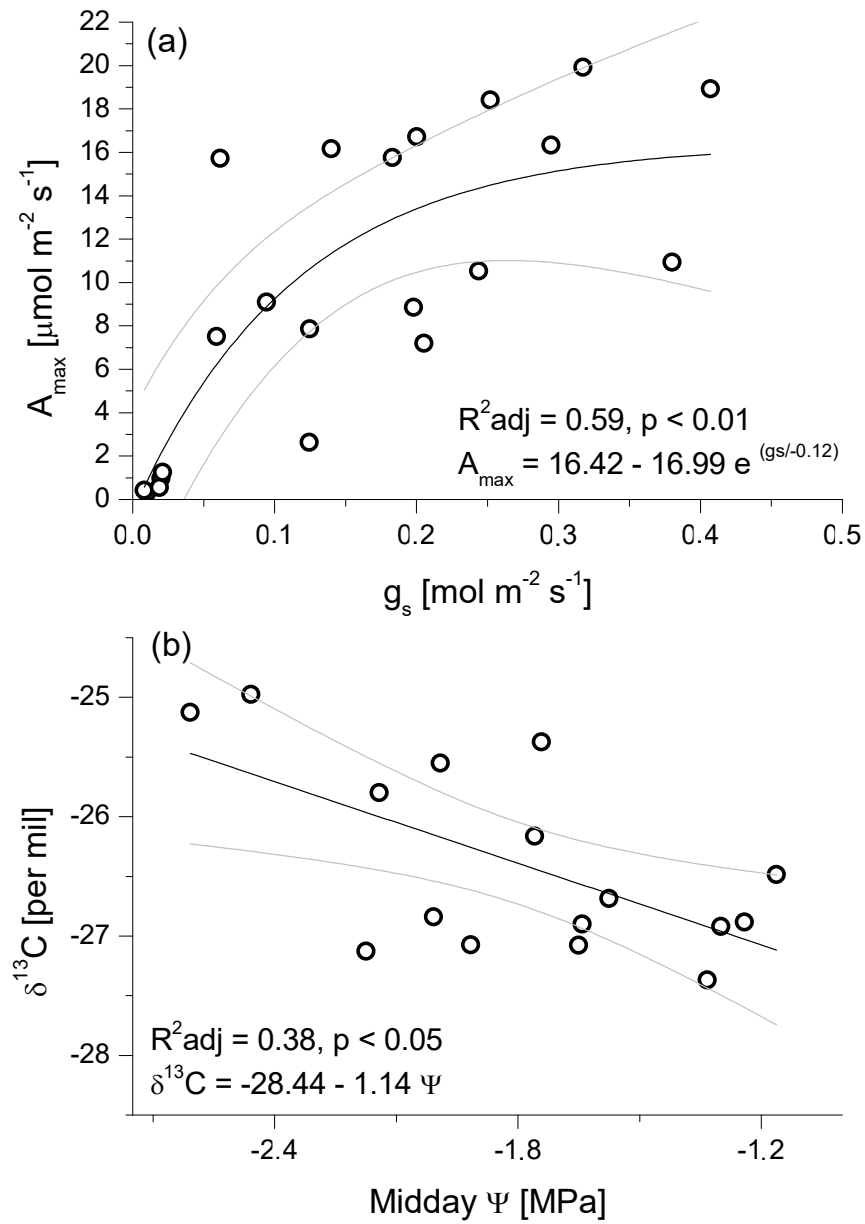 (a)
22
20
18
16
14
12
10
8
6
4
2
0
A_max [μmol m⁻² s⁻¹]
R²adj = 0.59, p < 0.01
A_max = 16.42 - 16.99 e ^(gs/-0.12)
0.0 0.1 0.2 0.3 0.4 0.5
g_s [mol m⁻² s⁻¹]
(b)
-25
-26
-27
-28
δ¹³C [per mil]
R²adj = 0.38, p < 0.05
δ¹³C = -28.44 - 1.14 Ψ
-2.4 -1.8 -1.2
Midday Ψ [MPa]